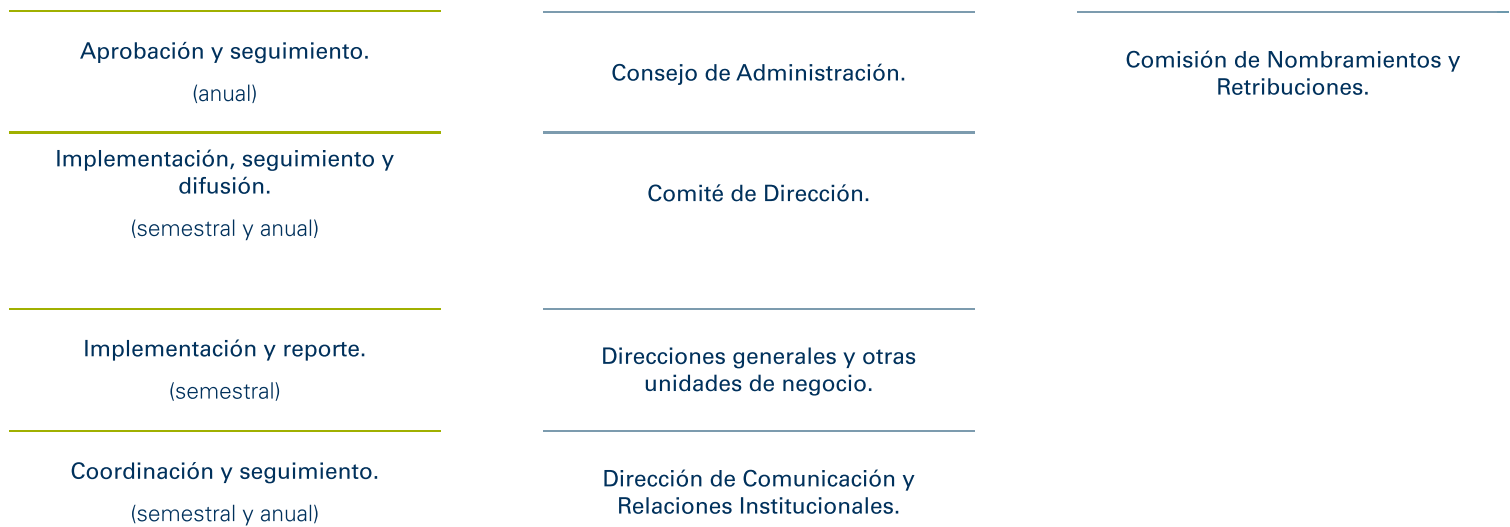 Aprobación y seguimiento.
(anual)
Consejo de Administración.
Comisión de Nombramientos y
Retribuciones.
Implementación, seguimiento y
difusión.
(semestral y anual)
Comité de Dirección.
Implementación y reporte.
(semestral)
Direcciones generales y otras
unidades de negocio.
Coordinación y seguimiento.
(semestral y anual)
Dirección de Comunicación y
Relaciones Institucionales.